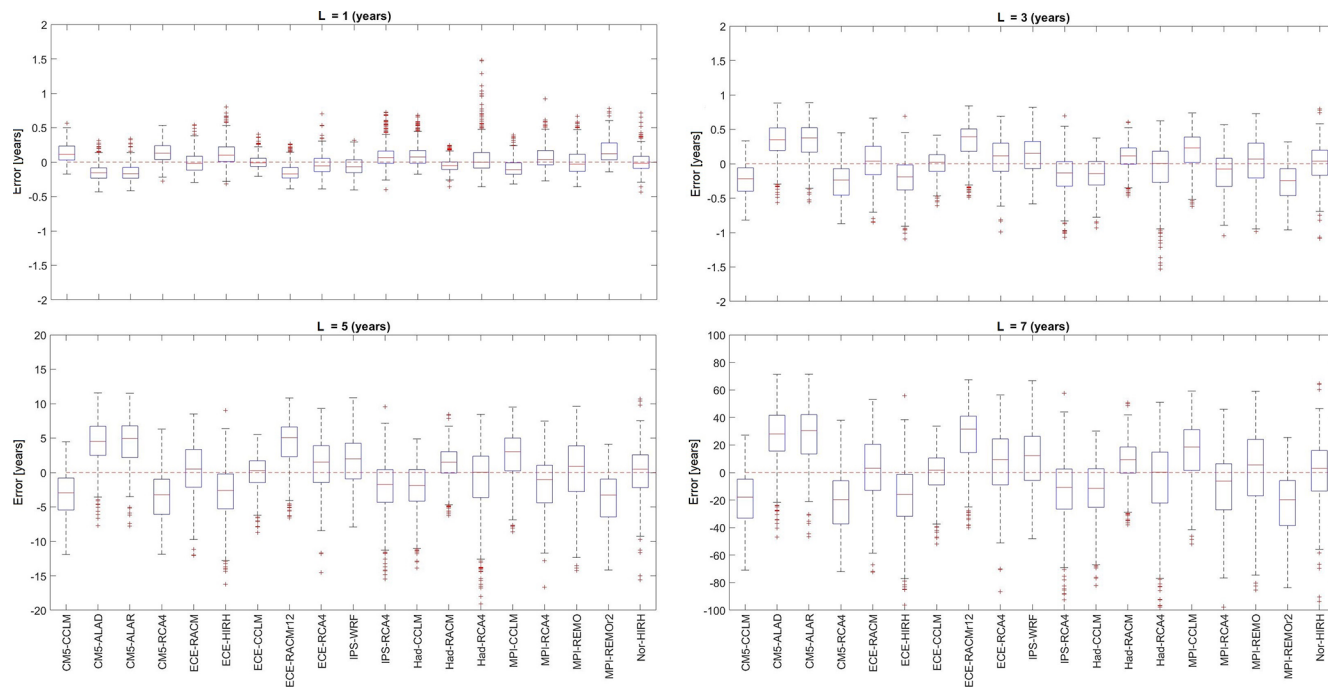 L = 1 (years)
2
1.5
1
0.5
0
-0.5
-1
-1.5
-2
Error [years]
L = 3 (years)
2
1.5
1
0.5
0
-0.5
-1
-1.5
-2
Error [years]
L = 5 (years)
20
15
10
5
0
-5
-10
-15
-20
Error [years]
CM5-CCLM
CM5-ALAD
CM5-ALAR
CM5-RCA4
ECE-RACM
ECE-HIRH
ECE-CCLM
ECE-RACMr12
ECE-RCA4
IPS-WRF
IPS-RCA4
Had-CCLM
Had-RACM
Had-RCA4
MPI-CCLM
MPI-RCA4
MPI-REMO
MPI-REMOr2
Nor-HIRH
L = 7 (years)
100
80
60
40
20
0
-20
-40
-60
-80
-100
Error [years]
CM5-CCLM
CM5-ALAD
CM5-ALAR
CM5-RCA4
ECE-RACM
ECE-HIRH
ECE-CCLM
ECE-RACMr12
ECE-RCA4
IPS-WRF
IPS-RCA4
Had-CCLM
Had-RACM
Had-RCA4
MPI-CCLM
MPI-RCA4
MPI-REMO
MPI-REMOr2
Nor-HIRH